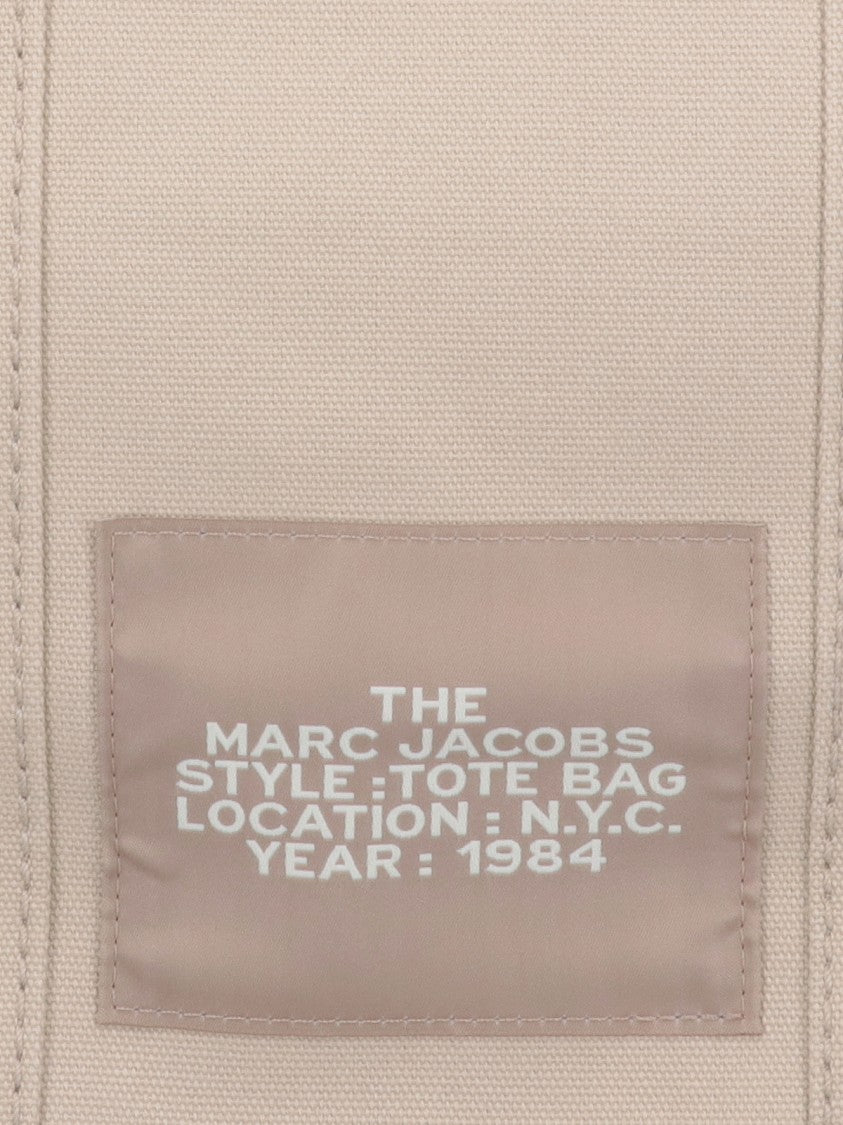 THE
MARC JACOBS
STYLE :TOTE BAG
LOCATION : N.Y.C.
YEAR : 1984